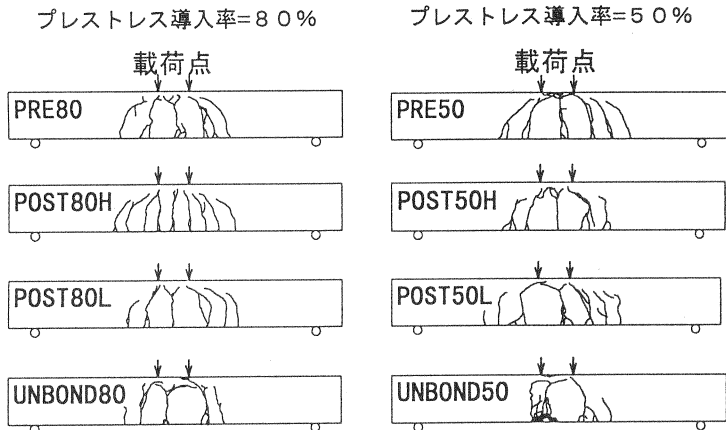 プレストレス導入率=８０%
載荷点
PRE80
POST80H
POST80L
UNBOND80
プレストレス導入率=５０%
載荷点
PRE50
POST50H
POST50L
UNBOND50